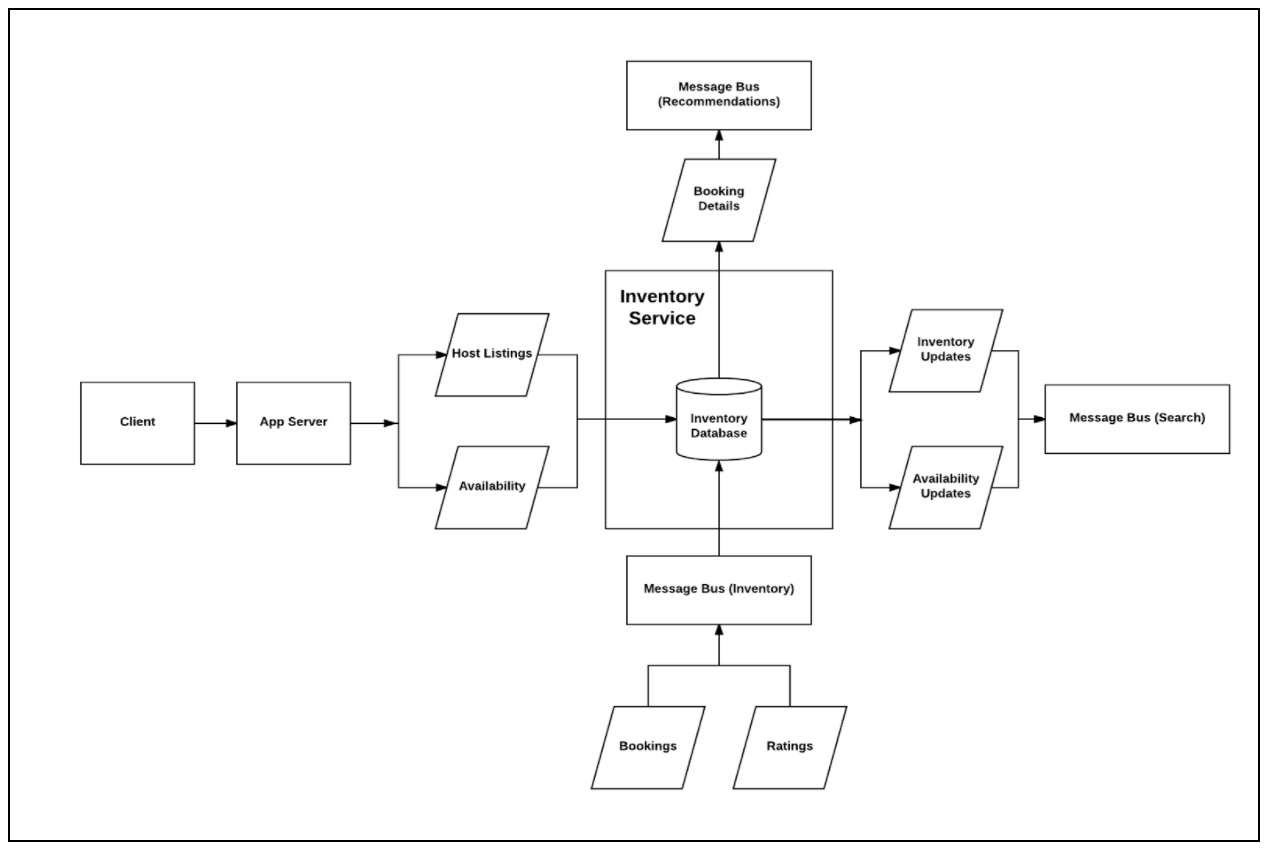 Message Bus
(Recommendations)
Booking
Details
Inventory
Service
Host Listings
Inventory
Updates
Client
App Server
Inventory
Database
Message Bus (Search)
Availability
Availability
Updates
Message Bus (Inventory)
Bookings
Ratings